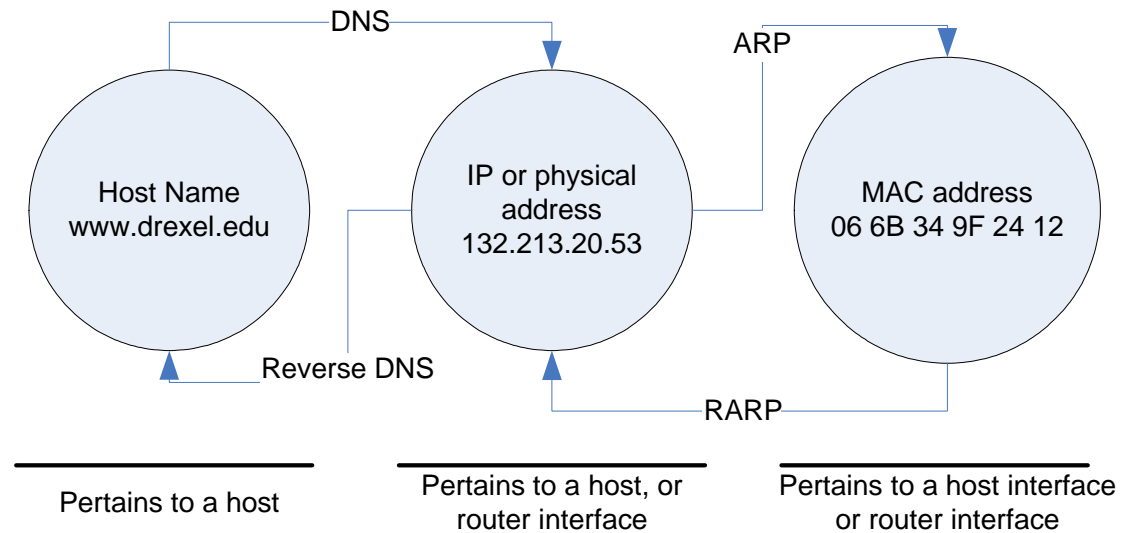 DNS
ARP
Host Name
www.drexel.edu
IP or physical
address
132.213.20.53
MAC address
06 6B 34 9F 24 12
Reverse DNS
RARP
Pertains to a host
Pertains to a host, or
router interface
Pertains to a host interface
or router interface